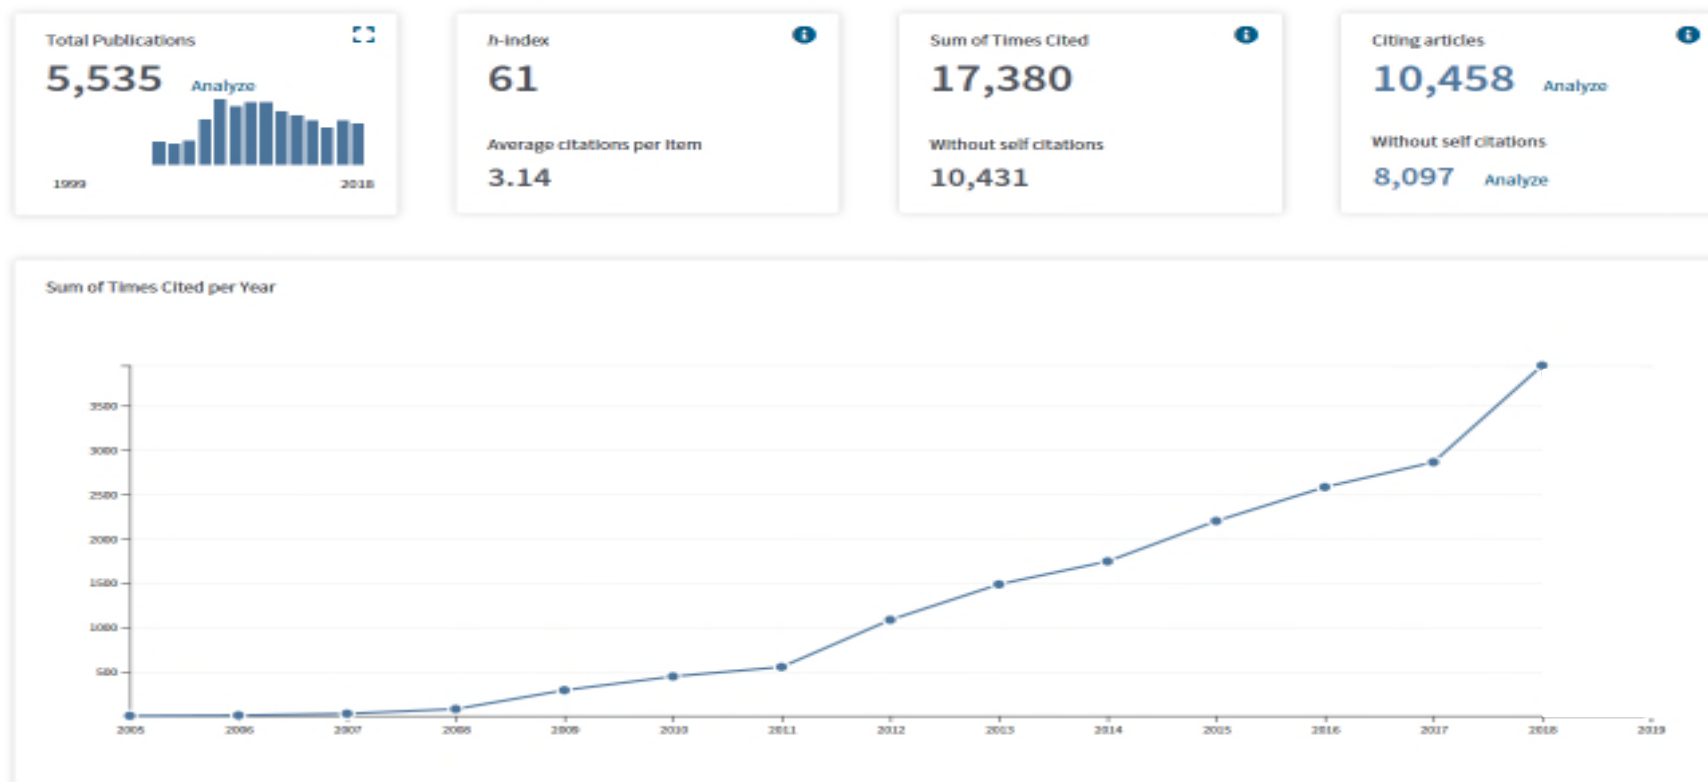 Total Publications
5,535 Analyze
1999 2018
h-index
61
Average citations per item
3.14
Sum of Times Cited
17,380
Without self citations
10,431
Citing articles
10,458 Analyze
Without self citations
8,097 Analyze
Sum of Times Cited per Year
3500
3000
2500
2000
1500
1000
500
2005 2006 2007 2008 2009 2010 2011 2012 2013 2014 2015 2016 2017 2018 2019